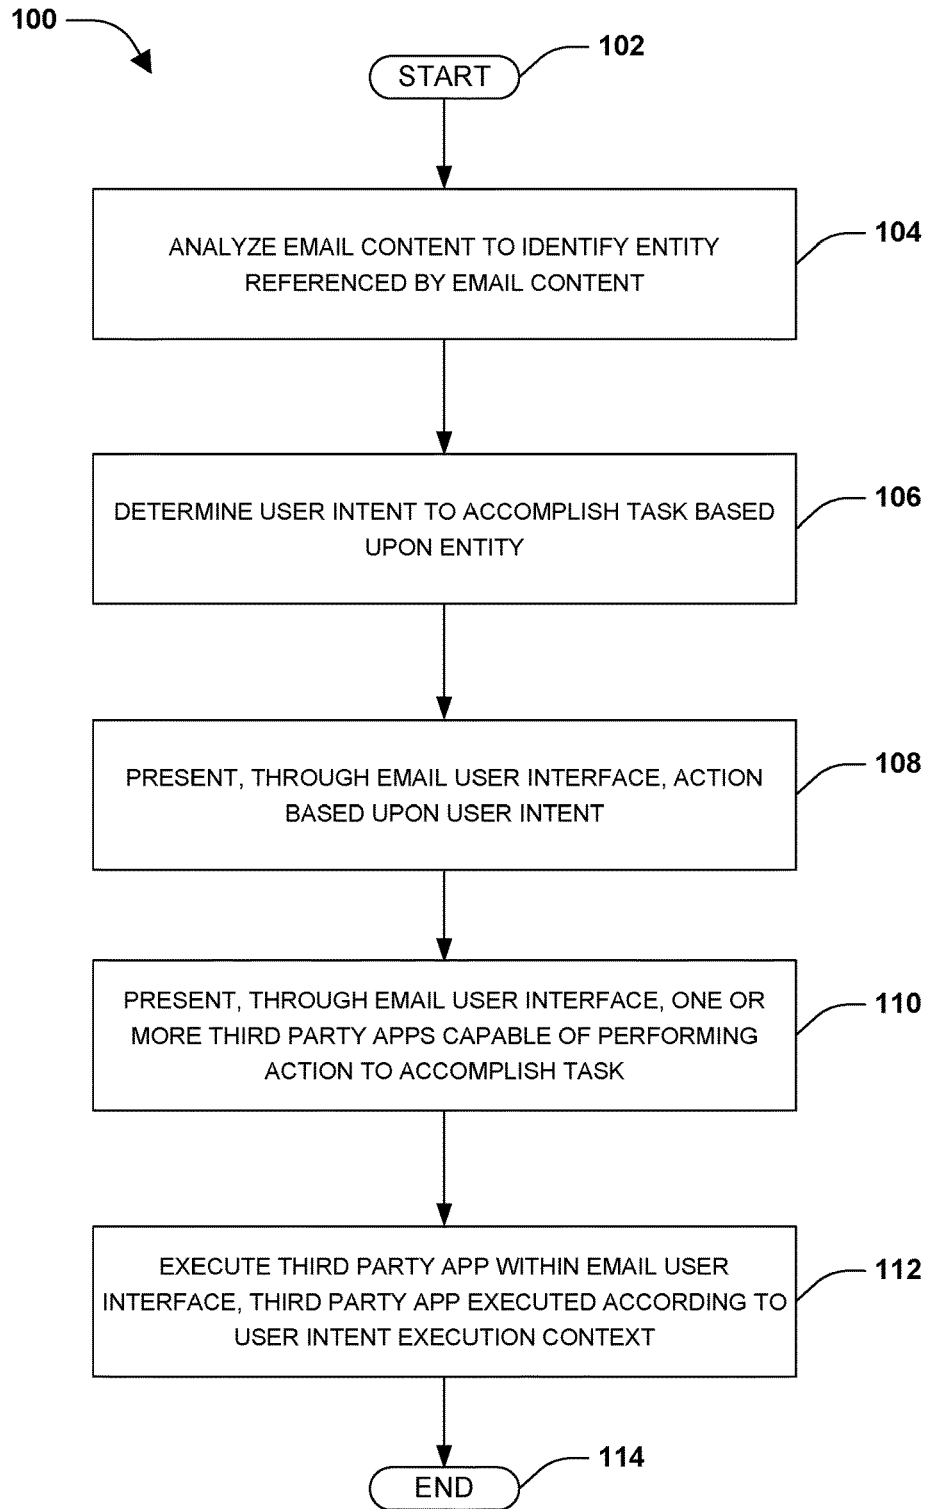 100
START
102
ANALYZE EMAIL CONTENT TO IDENTIFY ENTITY
REFERENCED BY EMAIL CONTENT
104
DETERMINE USER INTENT TO ACCOMPLISH TASK BASED
UPON ENTITY
106
PRESENT, THROUGH EMAIL USER INTERFACE, ACTION
BASED UPON USER INTENT
108
PRESENT, THROUGH EMAIL USER INTERFACE, ONE OR
MORE THIRD PARTY APPS CAPABLE OF PERFORMING
ACTION TO ACCOMPLISH TASK
110
EXECUTE THIRD PARTY APP WITHIN EMAIL USER
INTERFACE, THIRD PARTY APP EXECUTED ACCORDING TO
USER INTENT EXECUTION CONTEXT
112
END
114